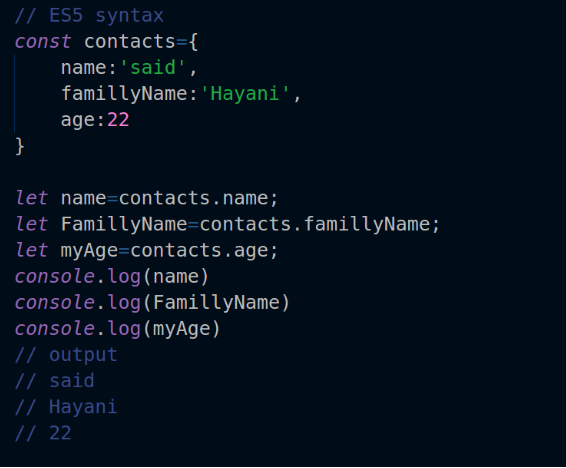 // ES5 syntax
const contacts={
    name:'said',
    famillyName:'Hayani',
    age:22
}
let name=contacts.name;
let FamillyName=contacts.famillyName;
let myAge=contacts.age;
console.log(name)
console.log(FamillyName)
console.log(myAge)
// output
// said
// Hayani
// 22